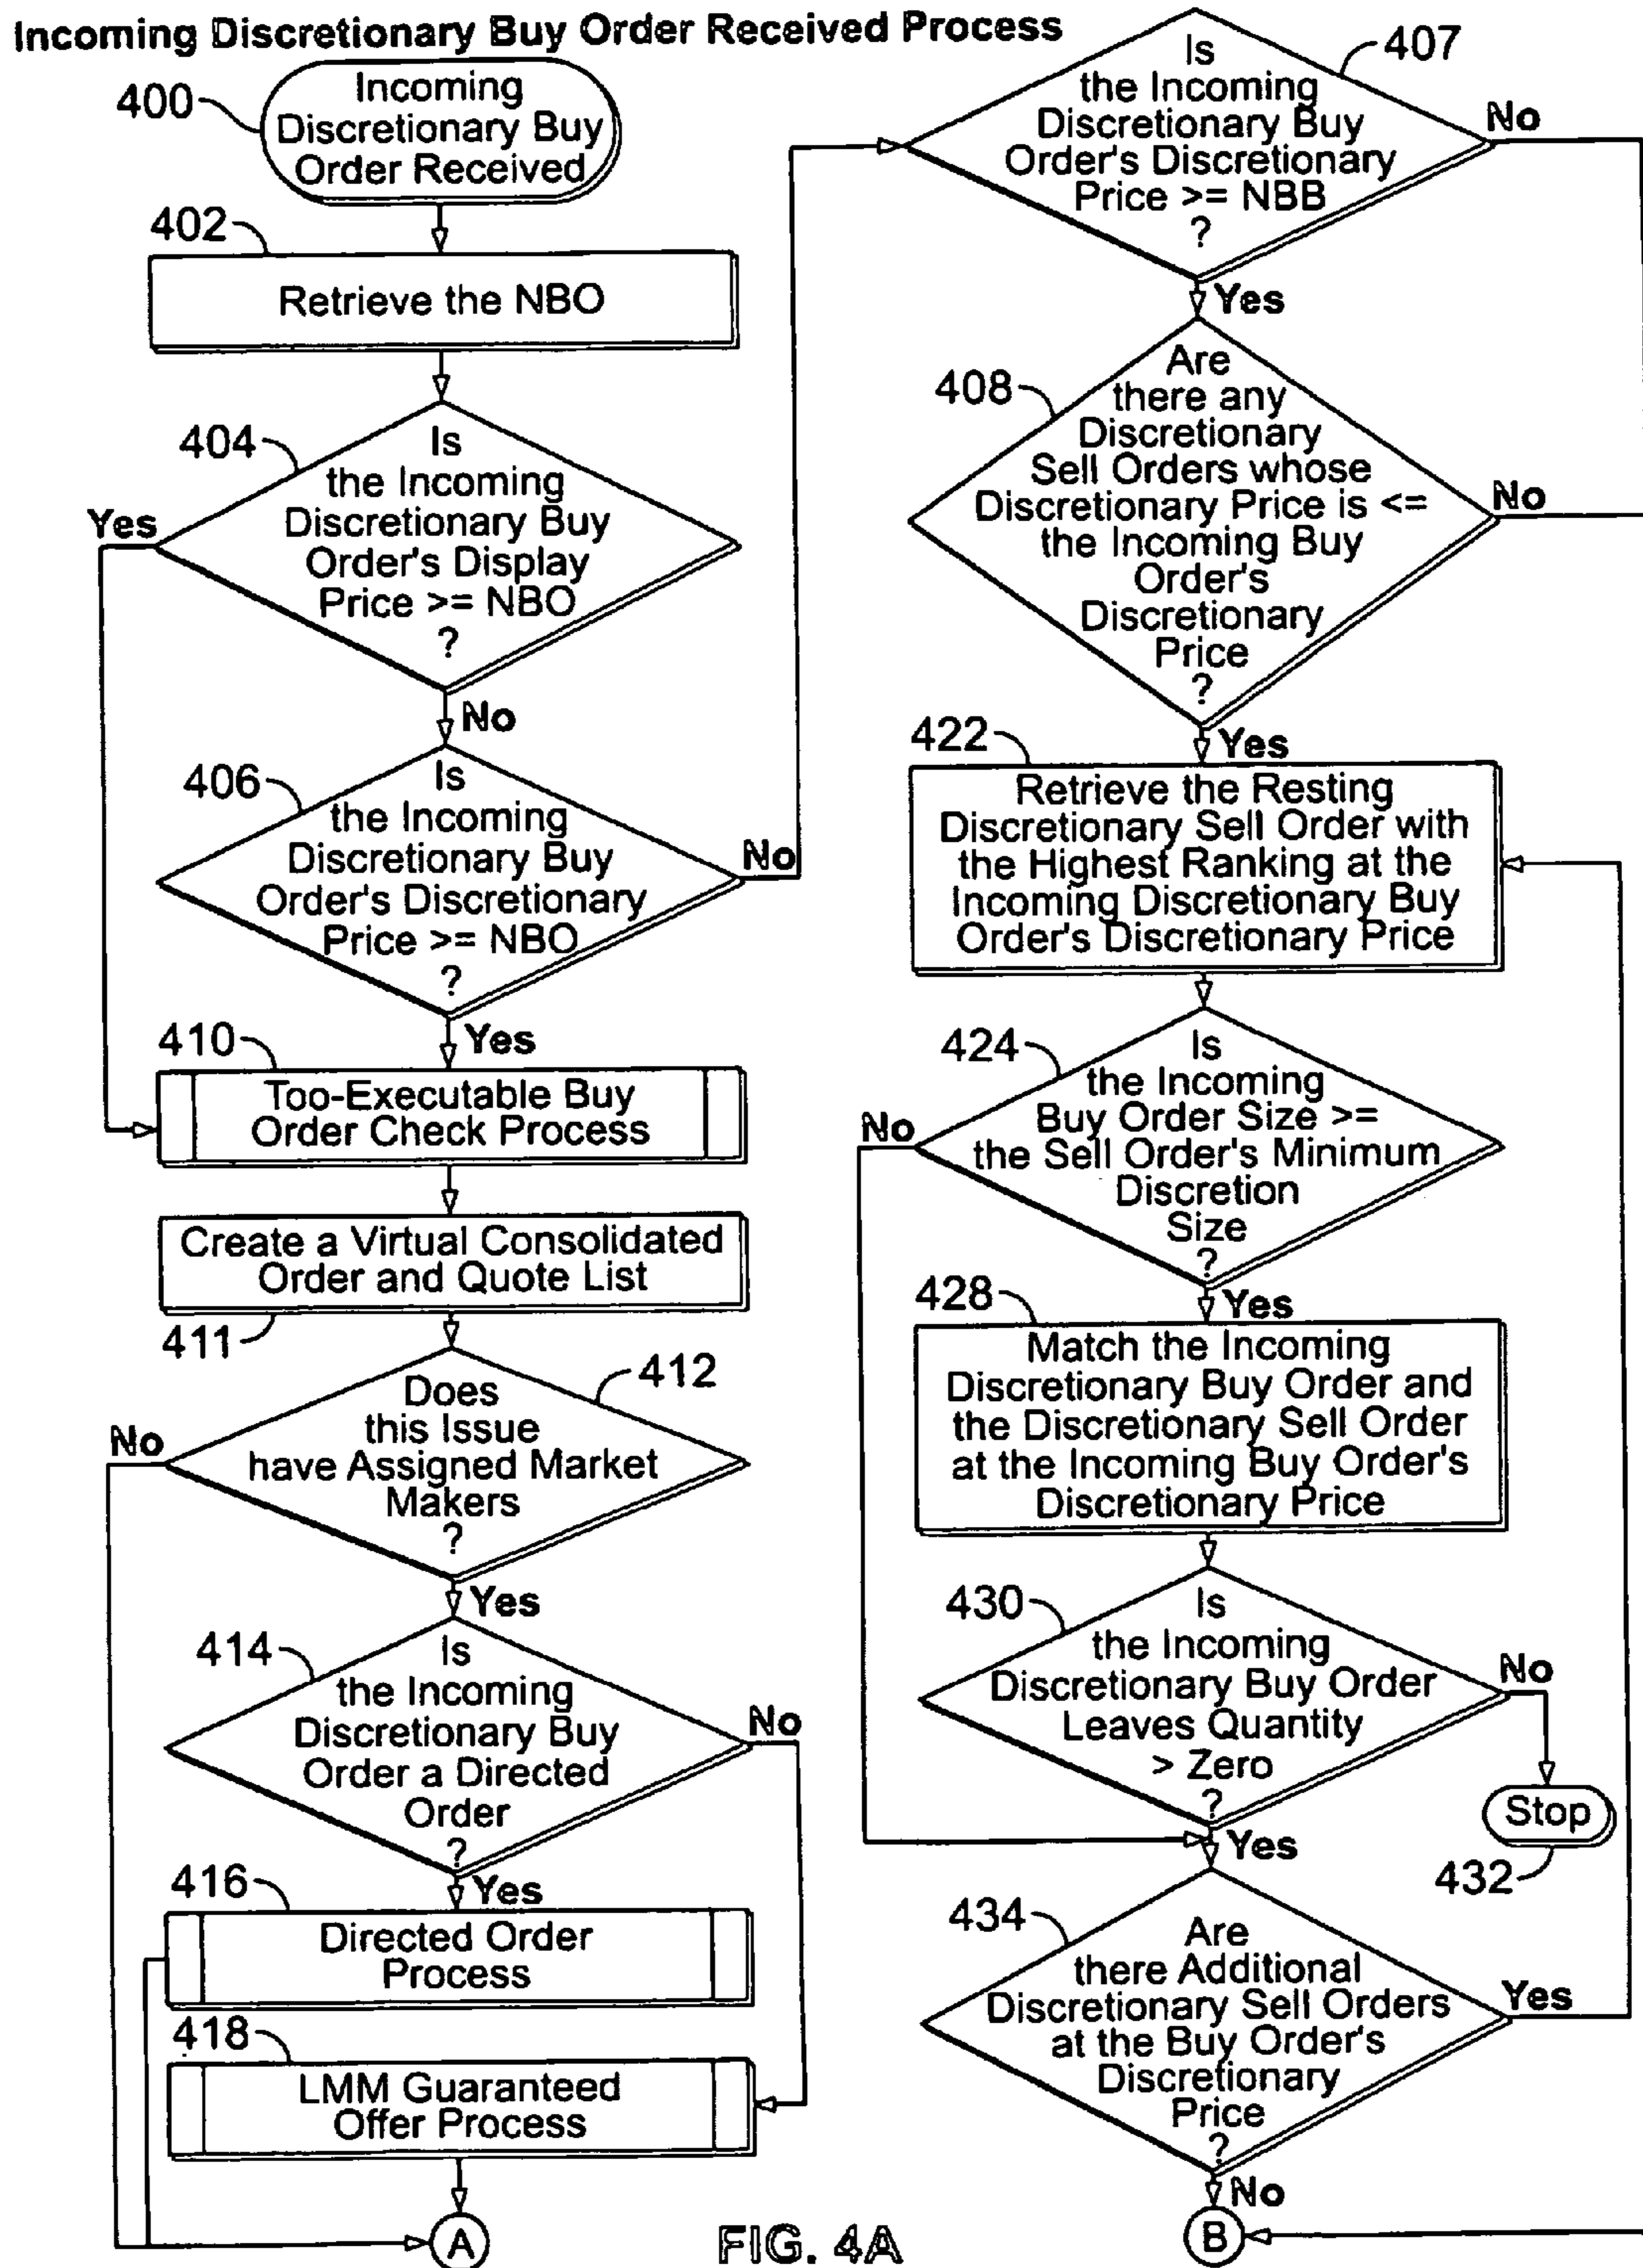 Incoming Discretionary Buy Order Received Process
400
Incoming
Discretionary Buy
Order Received
402
Retrieve the NBO
404
Is
the Incoming
Discretionary Buy
Order's Display
Price >= NBO
?
Yes
No
406
Is
the Incoming
Discretionary Buy
Order's Discretionary
Price >= NBO
?
No
Yes
410
Too-Executable Buy
Order Check Process
Create a Virtual Consolidated
Order and Quote List
411
412
Does
this Issue
have Assigned Market
Makers
?
No
Yes
414
Is
the Incoming
Discretionary Buy
Order a Directed
Order
?
No
Yes
416
Directed Order
Process
418
LMM Guaranteed
Offer Process
A
407
Is
the Incoming
Discretionary Buy
Order's Discretionary
Price >= NBB
?
No
Yes
408
Are
there any
Discretionary
Sell Orders whose
Discretionary Price is <=
the Incoming Buy
Order's
Discretionary
Price
?
No
Yes
422
Retrieve the Resting
Discretionary Sell Order with
the Highest Ranking at the
Incoming Discretionary Buy
Order's Discretionary Price
424
Is
the Incoming
Buy Order Size >=
the Sell Order's Minimum
Discretion
Size
?
No
Yes
428
Match the Incoming
Discretionary Buy Order and
the Discretionary Sell Order
at the Incoming Buy Order's
Discretionary Price
430
Is
the Incoming
Discretionary Buy Order
Leaves Quantity
> Zero
?
No
Yes
Stop
432
434
Are
there Additional
Discretionary Sell Orders
at the Buy Order's
Discretionary
Price
?
Yes
No
B
FIG. 4A